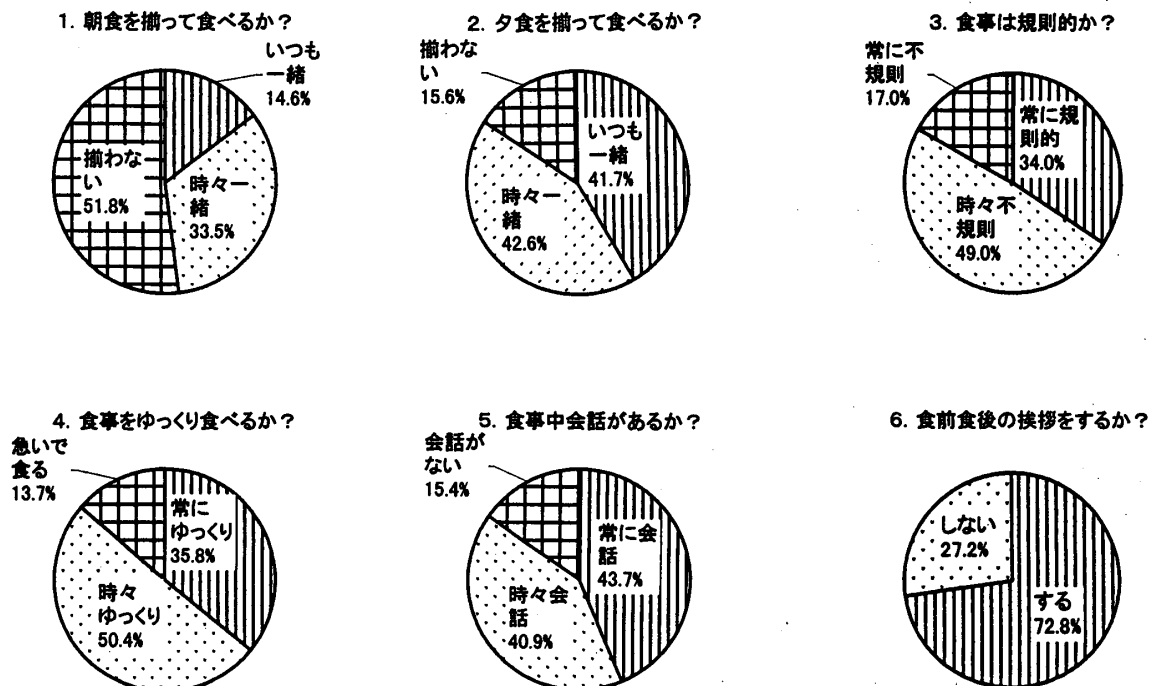 1. 朝食を揃って食べるか？
いつも
一緒
14.6%
時々一
緒
33.5%
揃わな
い
51.8%
2. 夕食を揃って食べるか？
揃わな
い
15.6%
いつも
一緒
41.7%
時々一
緒
42.6%
3. 食事は規則的か？
常に不
規則
17.0%
常に規
則的
34.0%
時々不
規則
49.0%
4. 食事をゆっくり食べるか？
急いで
食る
13.7%
常に
ゆっくり
35.8%
時々
ゆっくり
50.4%
5. 食事中会話があるか？
会話が
ない
15.4%
常に会
話
43.7%
時々会
話
40.9%
6. 食前食後の挨拶をするか？
しない
27.2%
する
72.8%